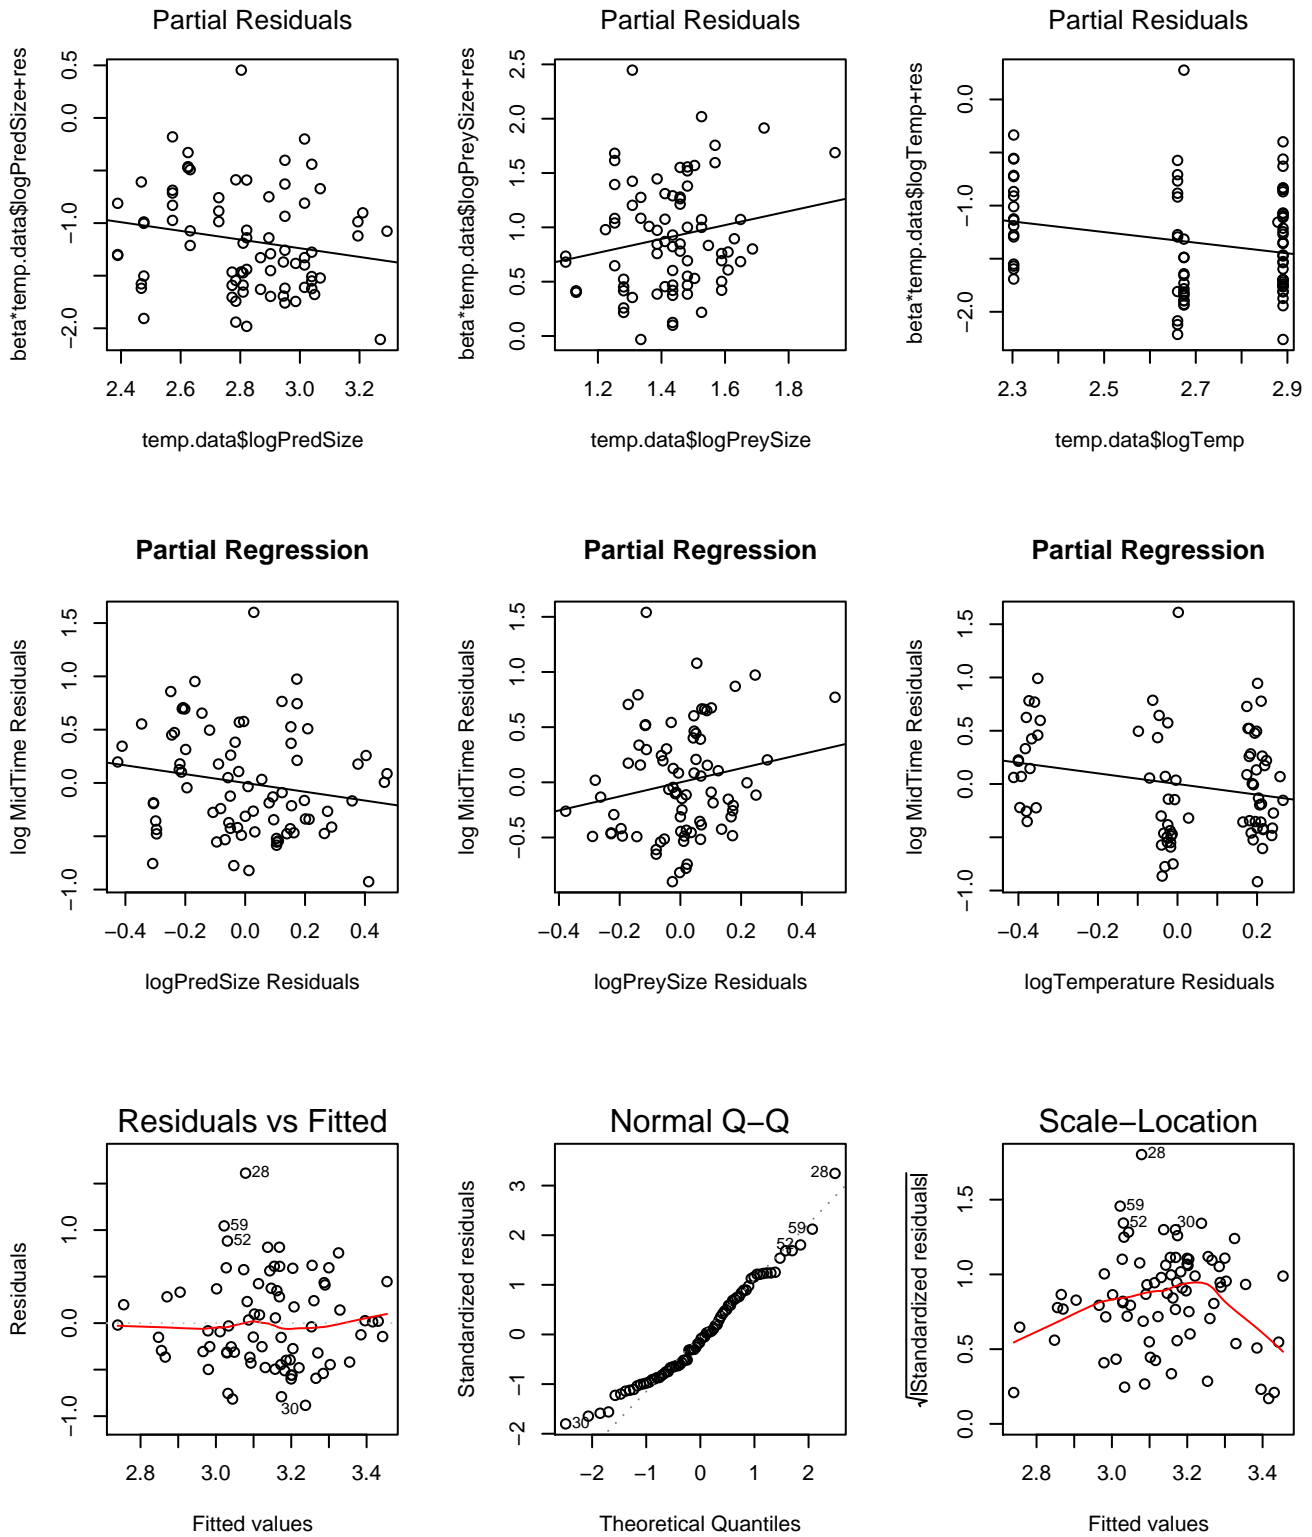 Partial Residuals
beta*temp.data$logPredSize+res
0.5
0.0
−1.0
−2.0
2.4 2.6 2.8 3.0 3.2
temp.data$logPredSize
Partial Residuals
beta*temp.data$logPreySize+res
2.5
2.0
1.5
1.0
0.5
0.0
1.2 1.4 1.6 1.8
temp.data$logPreySize
Partial Residuals
beta*temp.data$logTemp+res
0.0
−1.0
−2.0
2.3 2.5 2.7 2.9
temp.data$logTemp
Partial Regression
log MidTime Residuals
1.5
1.0
0.5
0.0
−1.0
−0.4 −0.2 0.0 0.2 0.4
logPredSize Residuals
Partial Regression
log MidTime Residuals
1.5
1.0
0.5
0.0
−0.5
−0.4 −0.2 0.0 0.2 0.4
logPreySize Residuals
Partial Regression
log MidTime Residuals
1.5
1.0
0.5
0.0
−1.0
−0.4 −0.2 0.0 0.2
logTemperature Residuals
Residuals vs Fitted
Residuals
1.0
0.0
−1.0
28
59
52
30
2.8 3.0 3.2 3.4
Fitted values
Normal Q−Q
Standardized residuals
3
2
1
0
−1
−2
28
59
52
30
−2 −1 0 1 2
Theoretical Quantiles
Scale−Location
√|Standardized residuals|
1.5
1.0
0.5
0.0
28
59
52
30
2.8 3.0 3.2 3.4
Fitted values